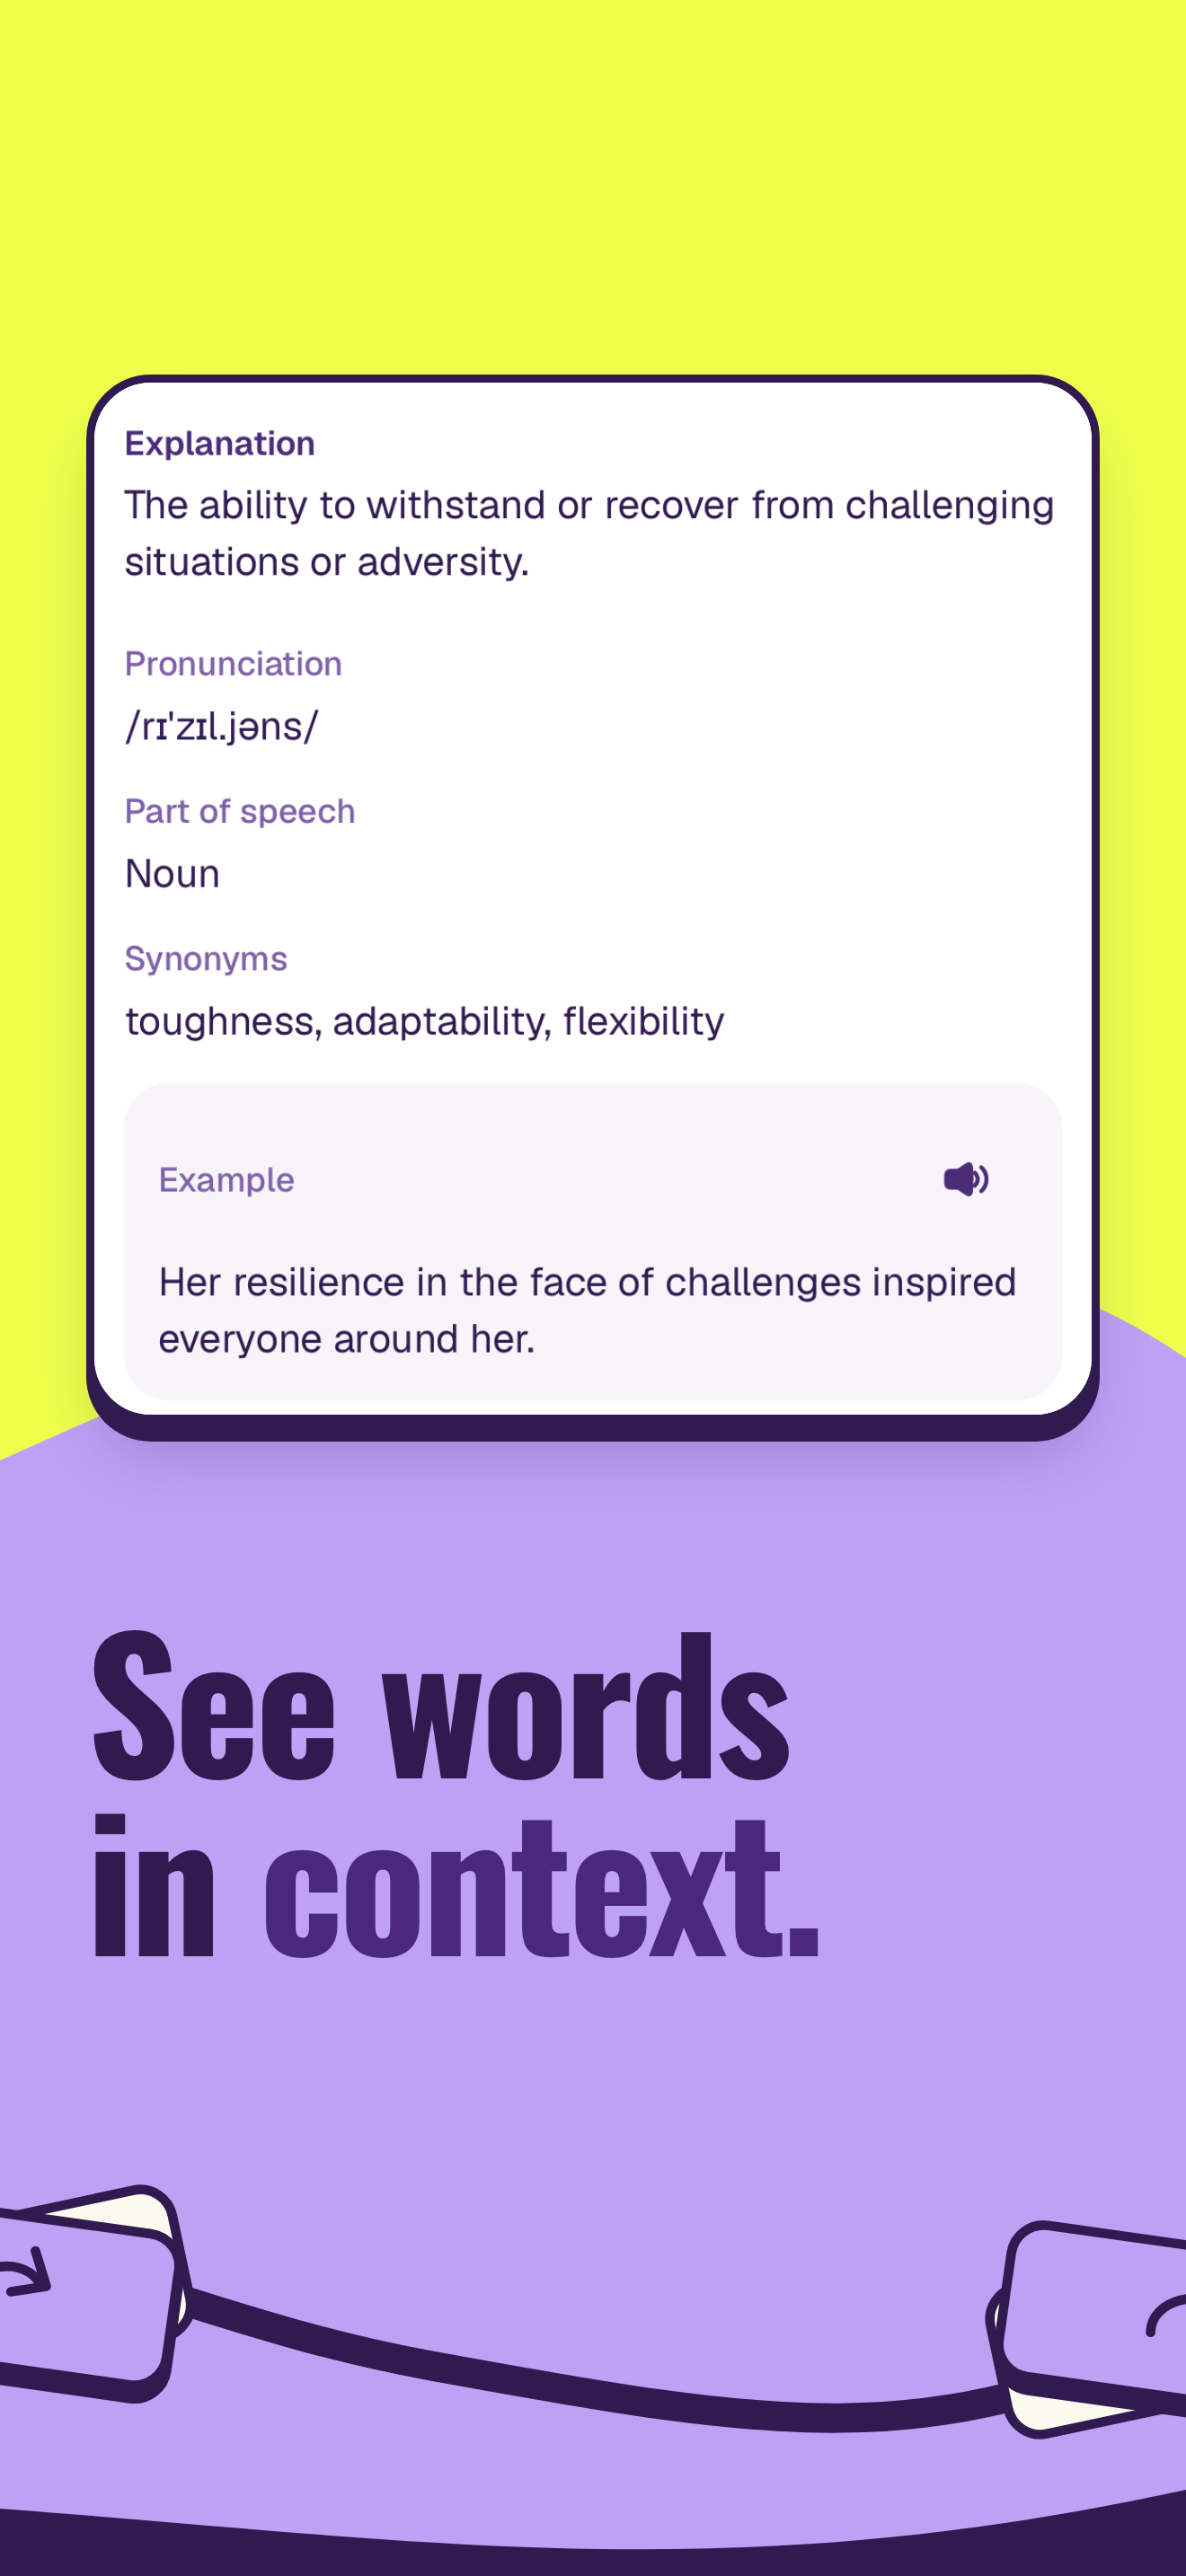 Explanation
The ability to withstand or recover from challenging
situations or adversity.
Pronunciation
/rɪ'zɪl.jəns/
Part of speech
Noun
Synonyms
toughness, adaptability, flexibility
Example
Her resilience in the face of challenges inspired
everyone around her.
See words
in context.